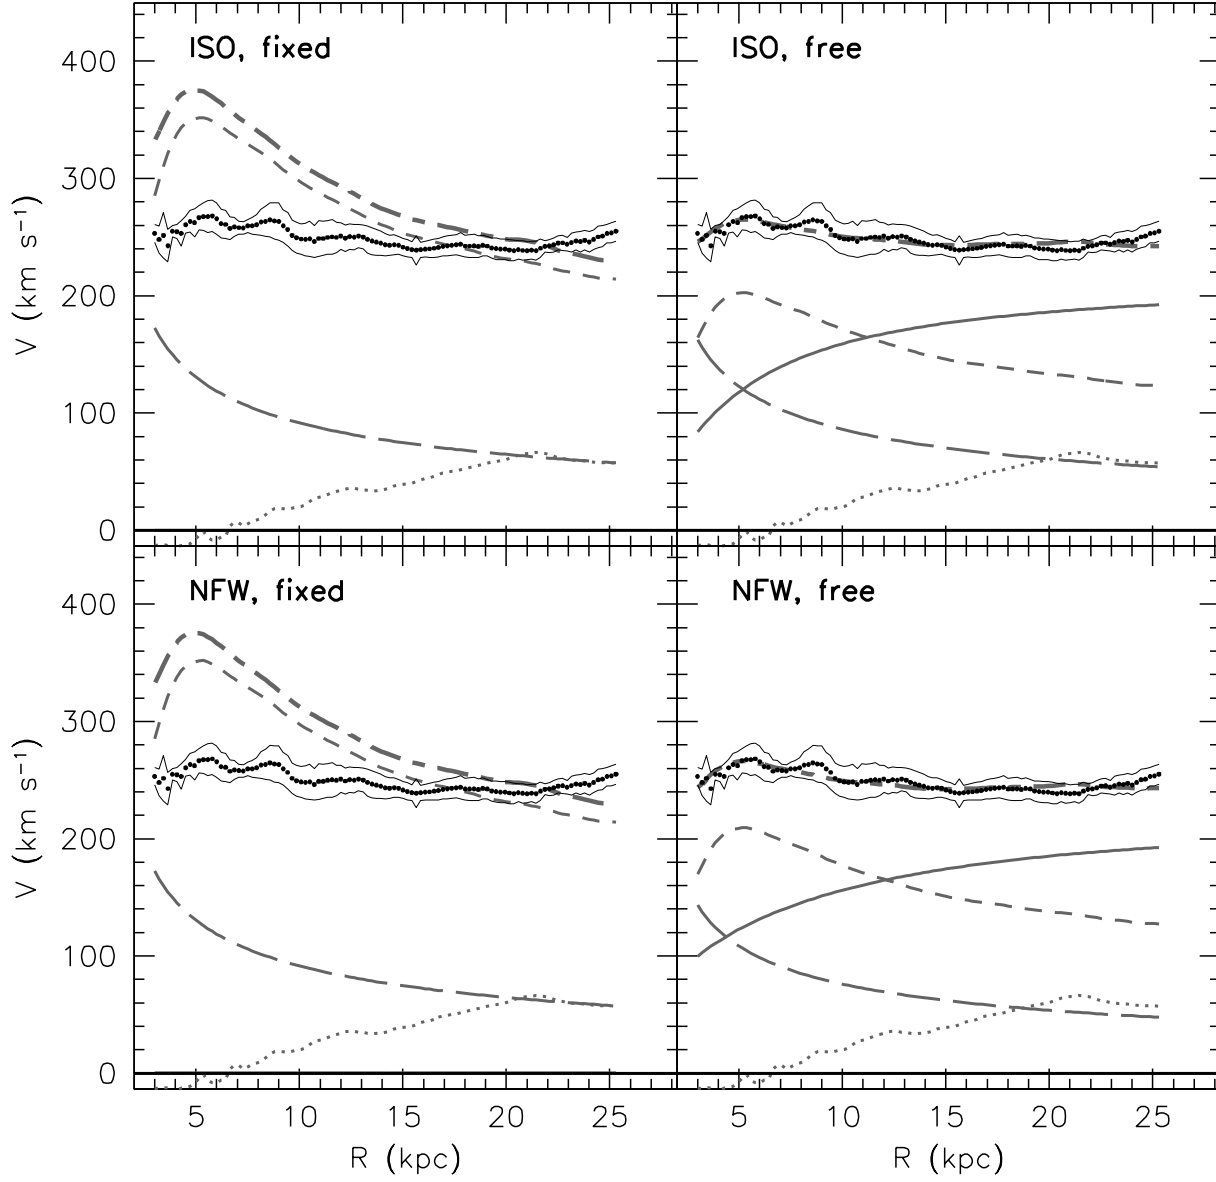 ISO, fixed
ISO, free
400
300
200
100
0
V (km s⁻¹)
NFW, fixed
NFW, free
400
300
200
100
0
V (km s⁻¹)
5 10 15 20 25 5 10 15 20 25
R (kpc) R (kpc)